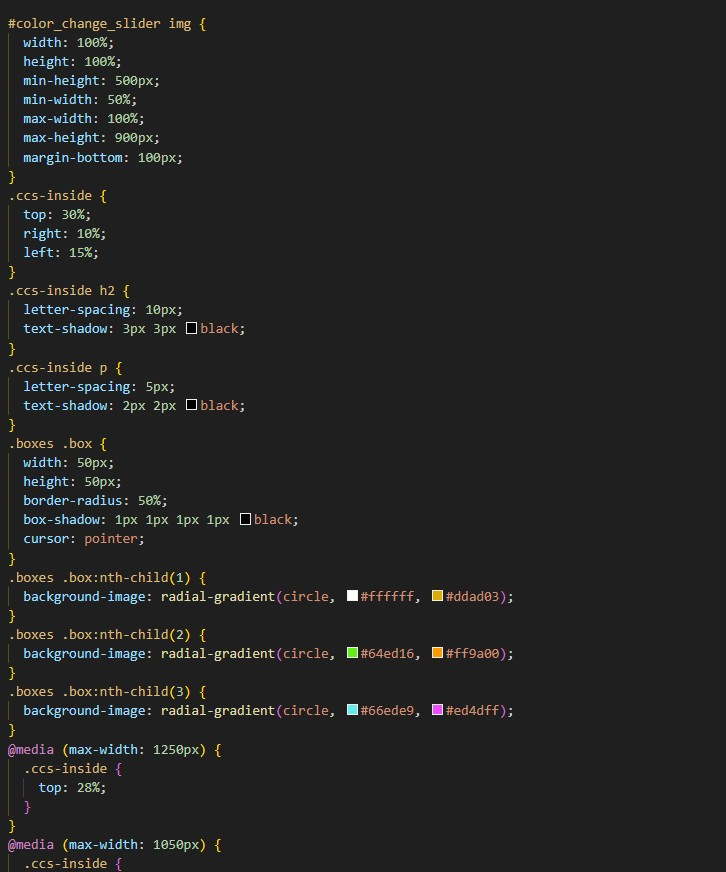 #color_change_slider img {
width: 100%;
height: 100%;
min-height: 500px;
min-width: 50%;
max-width: 100%;
max-height: 900px;
margin-bottom: 100px;
}
.ccs-inside {
top: 30%;
right: 10%;
left: 15%;
}
.ccs-inside h2 {
letter-spacing: 10px;
text-shadow: 3px 3px black;
}
.ccs-inside p {
letter-spacing: 5px;
text-shadow: 2px 2px black;
}
.boxes .box {
width: 50px;
height: 50px;
border-radius: 50%;
box-shadow: 1px 1px 1px 1px black;
cursor: pointer;
}
.boxes .box:nth-child(1) {
background-image: radial-gradient(circle, #ffffff, #ddad03);
}
.boxes .box:nth-child(2) {
background-image: radial-gradient(circle, #64ed16, #ff9a00);
}
.boxes .box:nth-child(3) {
background-image: radial-gradient(circle, #66ede9, #ed4dff);
}
@media (max-width: 1250px) {
.ccs-inside {
top: 28%;
}
}
@media (max-width: 1050px) {
.ccs-inside {